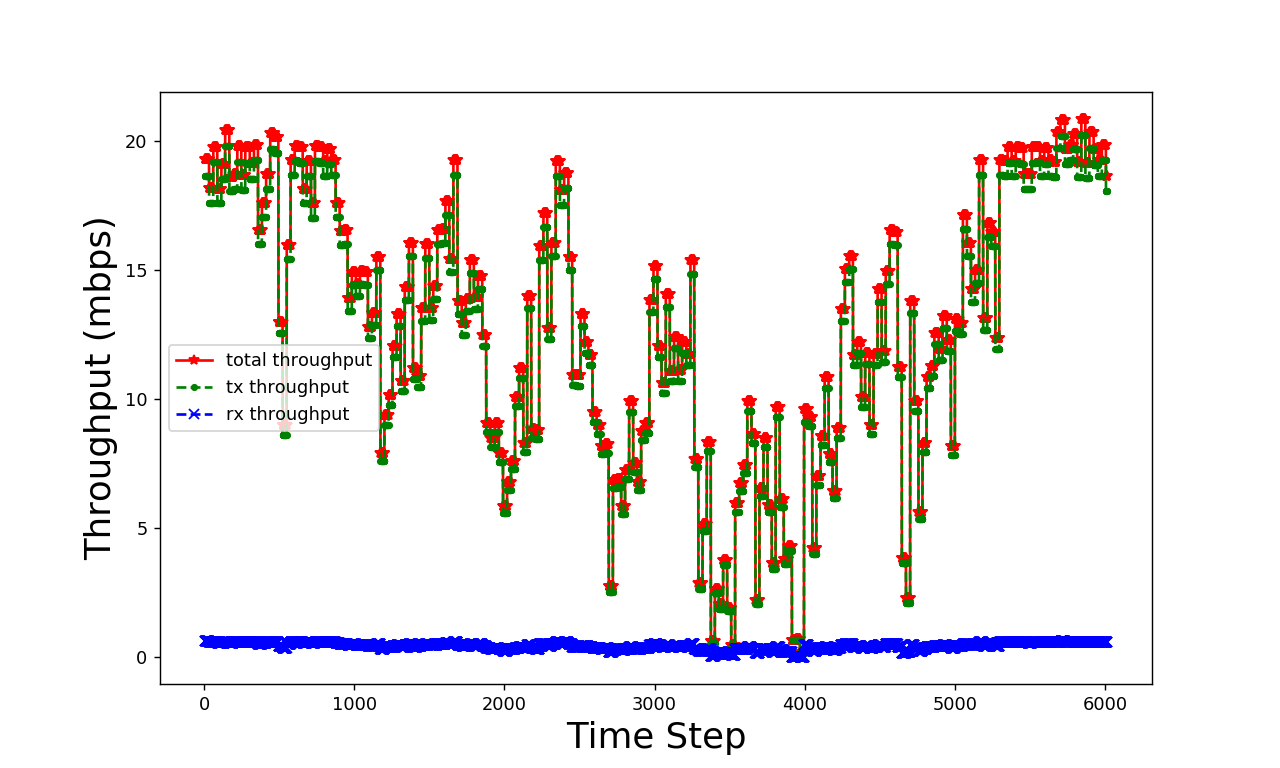 20
15
10
5
0
Throughput (mbps)
total throughput
tx throughput
rx throughput
0 1000 2000 3000 4000 5000 6000
Time Step